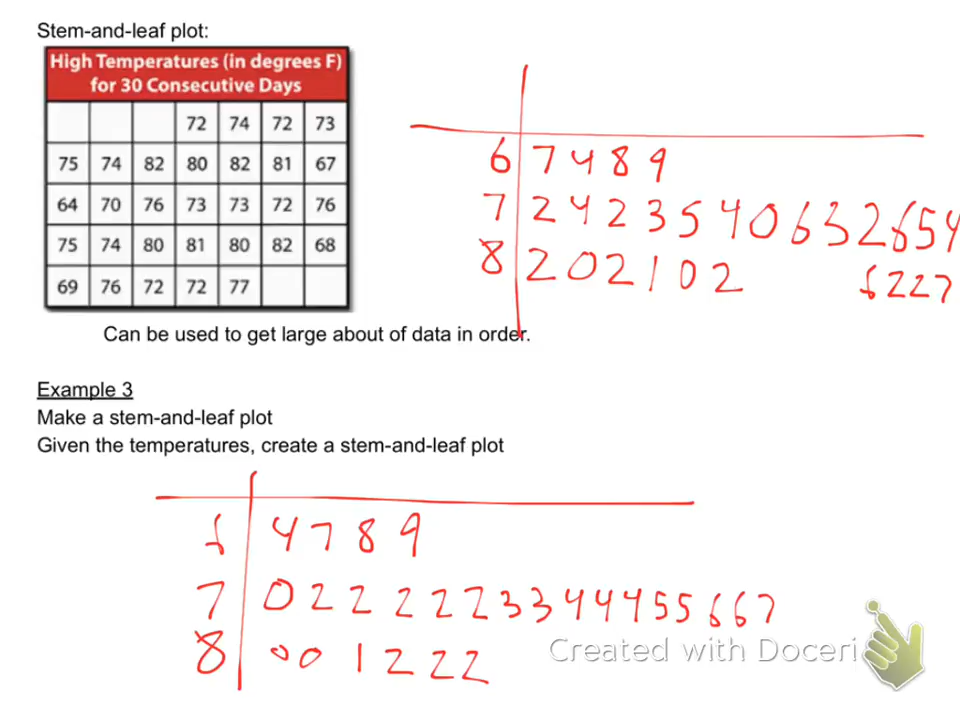 Stem-and-leaf plot:
High Temperatures (in degrees F)
for 30 Consecutive Days
72 74 72 73
75 74 82 80 82 81 67
64 70 76 73 73 72 76
75 74 80 81 80 82 68
69 76 72 72 77
6 7 4 8 9
7 2 4 2 3 5 4 0 6 3 2 6 5 4
6 2 2 7
8 2 0 2 1 0 2
Can be used to get large about of data in order.
Example 3
Make a stem-and-leaf plot
Given the temperatures, create a stem-and-leaf plot
6 4 7 8 9
7 0 2 2 2 2 2 3 3 4 4 4 5 5 6 6 7
8 0 0 1 2 2 2
Created with Doceri